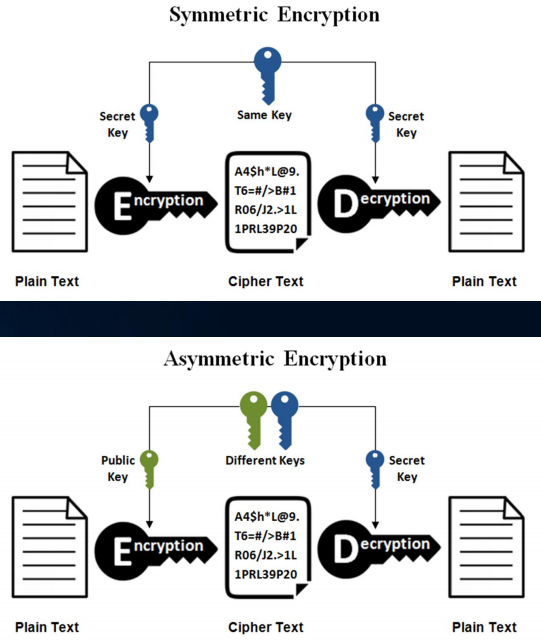 Symmetric Encryption
Same Key
Secret
Key
Secret
Key
Encryption
A4$h*L@9.
T6=#/>B#1
R06/J2.>1L
1PRL39P20
Decryption
Plain Text
Cipher Text
Plain Text
Asymmetric Encryption
Different Keys
Public
Key
Secret
Key
Encryption
A4$h*L@9.
T6=#/>B#1
R06/J2.>1L
1PRL39P20
Decryption
Plain Text
Cipher Text
Plain Text